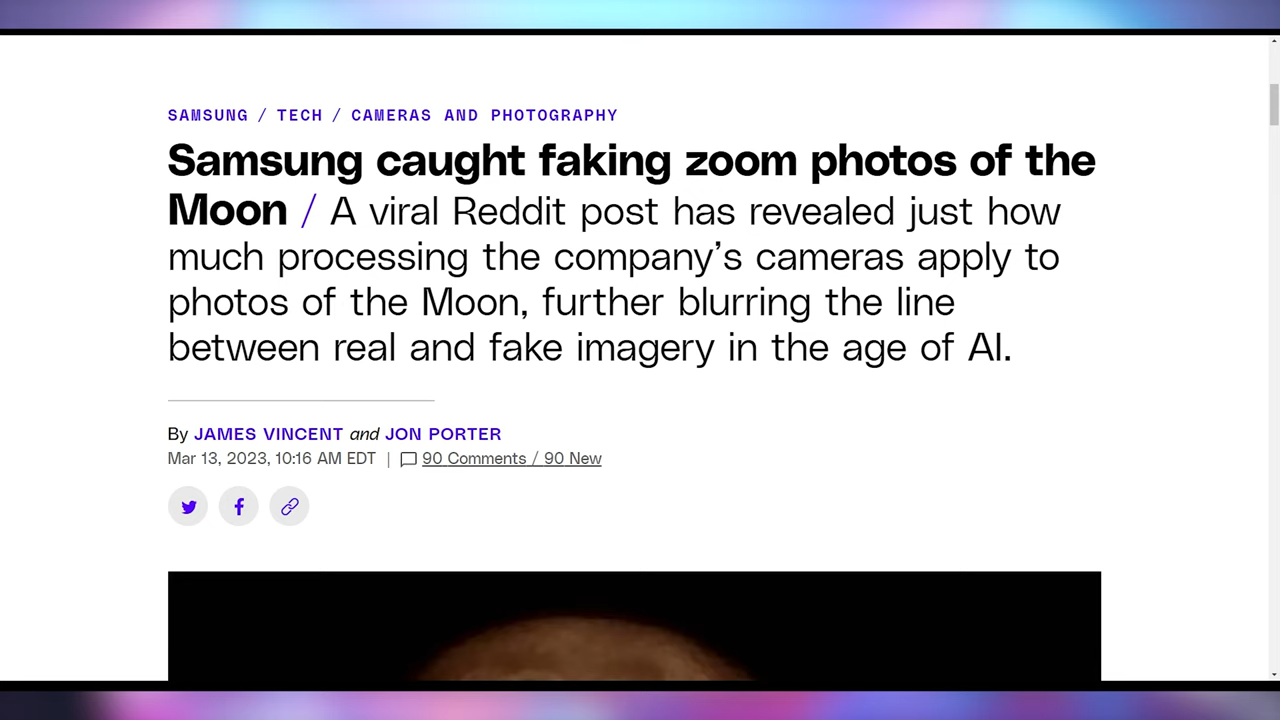 SAMSUNG / TECH / CAMERAS AND PHOTOGRAPHY
Samsung caught faking zoom photos of the
Moon / A viral Reddit post has revealed just how
much processing the company’s cameras apply to
photos of the Moon, further blurring the line
between real and fake imagery in the age of AI.
By JAMES VINCENT and JON PORTER
Mar 13, 2023, 10:16 AM EDT | 90 Comments / 90 New